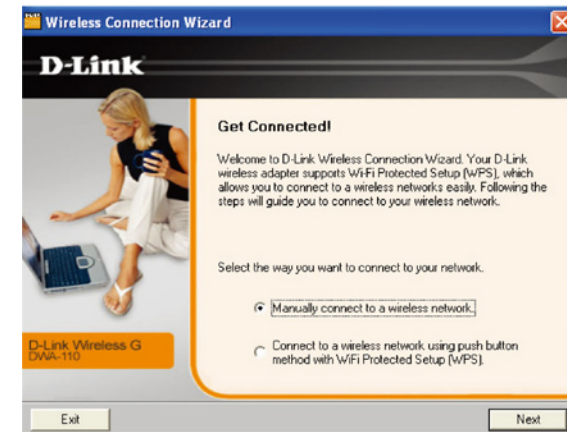 Wireless Connection Wizard
D-Link
Get Connected!
Welcome to D-Link Wireless Connection Wizard. Your D-Link
wireless adapter supports Wi-Fi Protected Setup (WPS), which
allows you to connect to a wireless networks easily. Following the
steps will guide you to connect to your wireless network.
Select the way you want to connect to your network.
Manually connect to a wireless network.
Connect to a wireless network using push button
method with WiFi Protected Setup (WPS).
D-Link Wireless G
DWA-110
Exit
Next